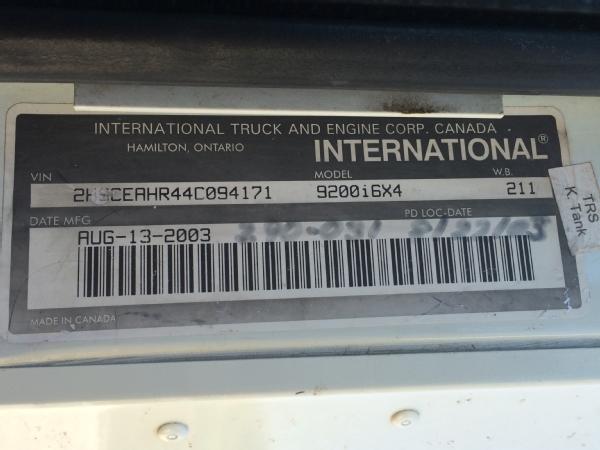 INTERNATIONAL TRUCK AND ENGINE CORP. CANADA
HAMILTON, ONTARIO
INTERNATIONAL®
VIN MODEL W.B.
2HSCEAHR44C094171 9200i6X4 211
DATE MFG PD LOC-DATE
AUG-13-2003
MADE IN CANADA
TRS
K. Tank